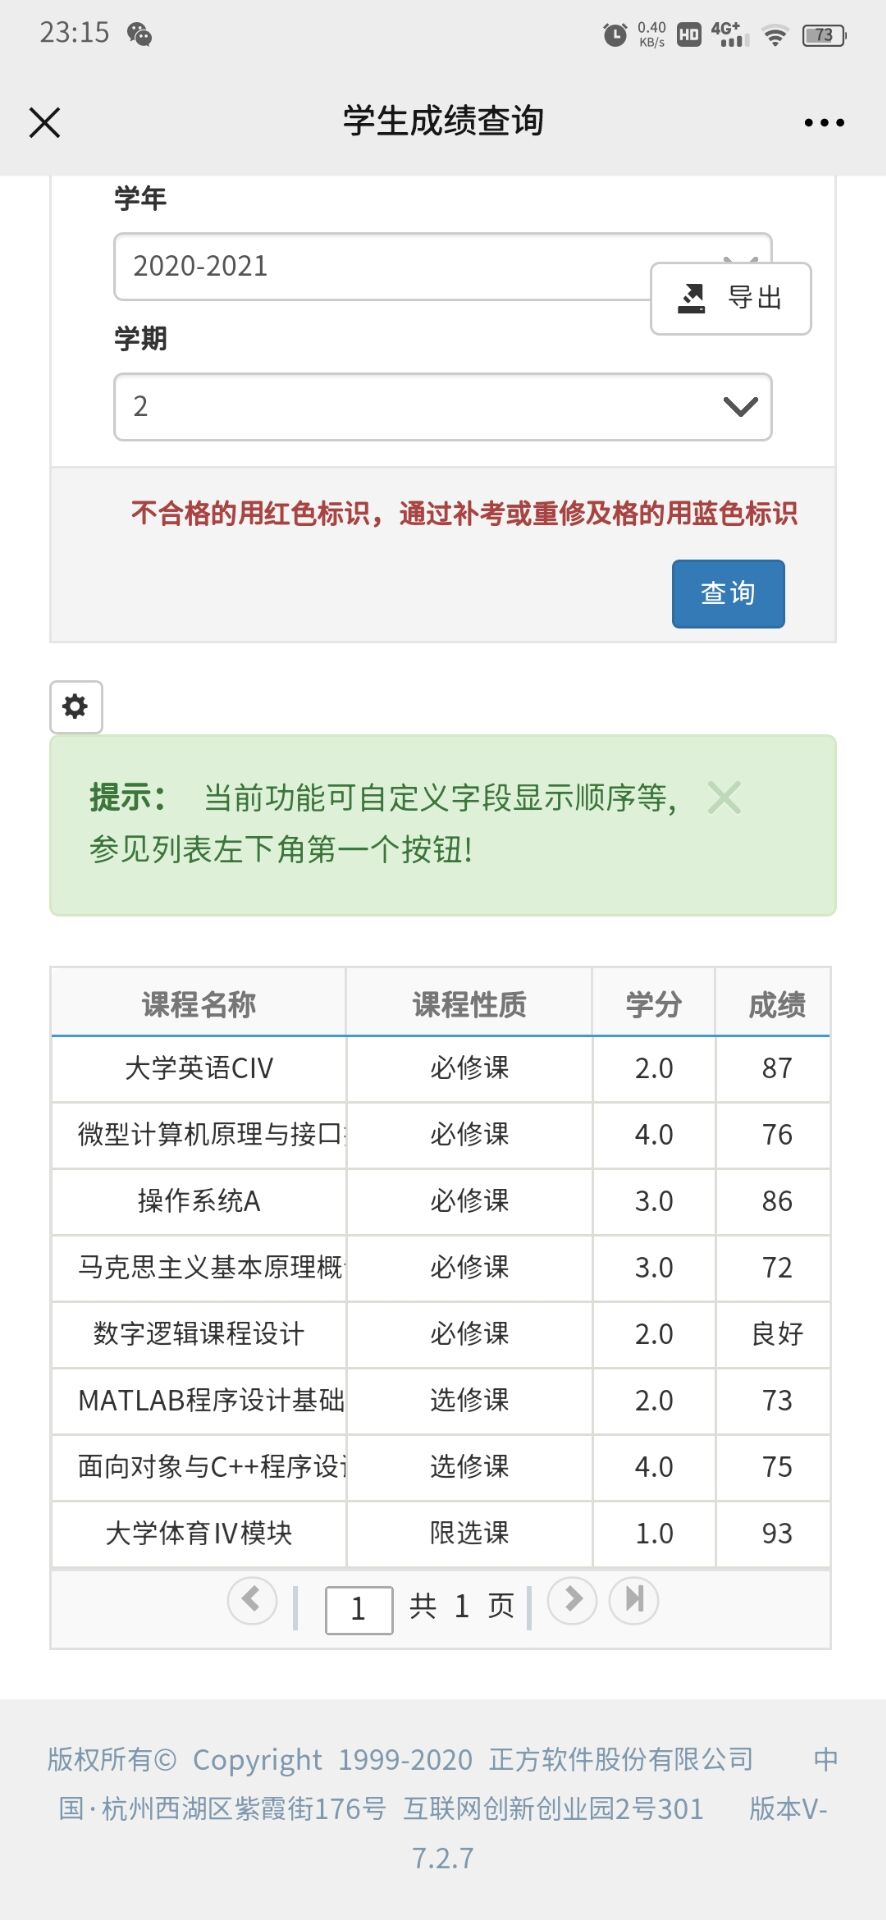 23:15
0.40
KB/s
HD
4G+
73
学生成绩查询
学年
2020-2021
导出
学期
2
不合格的用红色标识，通过补考或重修及格的用蓝色标识
查询
提示： 当前功能可自定义字段显示顺序等,
参见列表左下角第一个按钮!
课程名称 课程性质 学分 成绩
大学英语CIV 必修课 2.0 87
微型计算机原理与接口 必修课 4.0 76
操作系统A 必修课 3.0 86
马克思主义基本原理概 必修课 3.0 72
数字逻辑课程设计 必修课 2.0 良好
MATLAB程序设计基础 选修课 2.0 73
面向对象与C++程序设 选修课 4.0 75
大学体育IV模块 限选课 1.0 93
1 共 1 页
版权所有© Copyright 1999-2020 正方软件股份有限公司 中
国·杭州西湖区紫霞街176号 互联网创新创业园2号301 版本V-
7.2.7